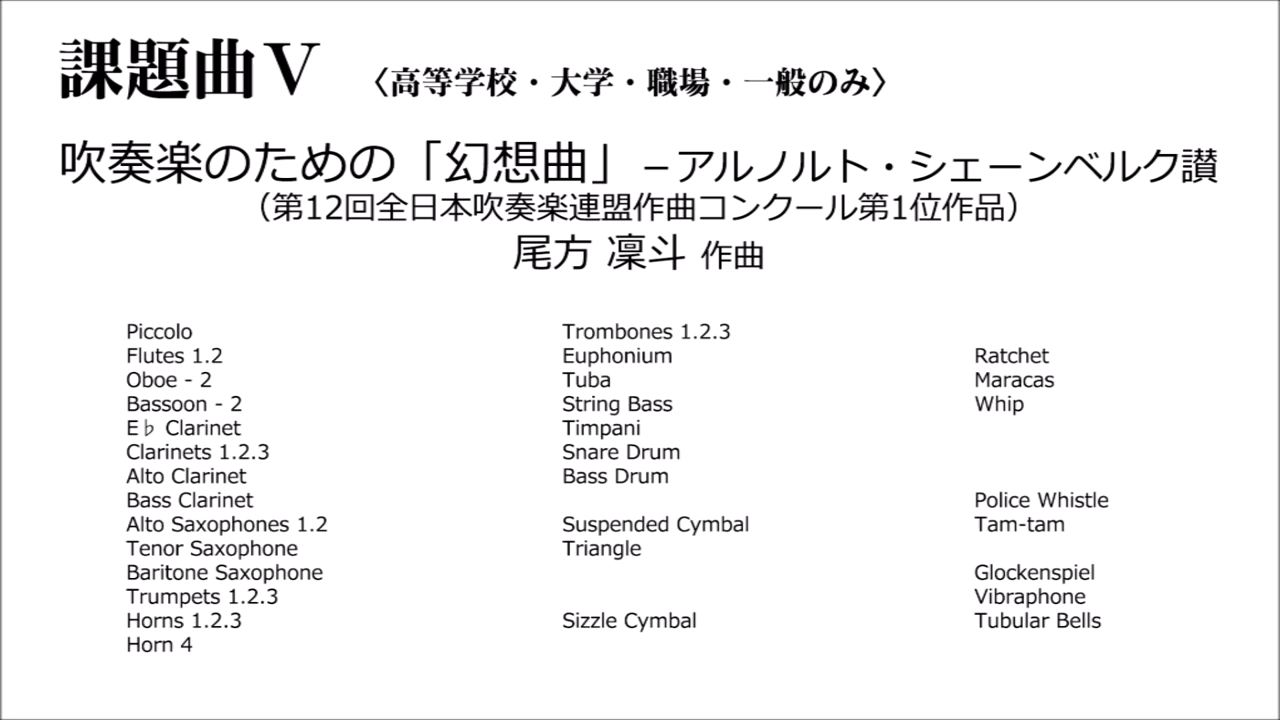 課題曲Ⅴ 〈高等学校・大学・職場・一般のみ〉
吹奏楽のための「幻想曲」－アルノルト・シェーンベルク讃
（第12回全日本吹奏楽連盟作曲コンクール第1位作品）
尾方 凜斗 作曲
Piccolo
Flutes 1.2
Oboe - 2
Bassoon - 2
E♭ Clarinet
Clarinets 1.2.3
Alto Clarinet
Bass Clarinet
Alto Saxophones 1.2
Tenor Saxophone
Baritone Saxophone
Trumpets 1.2.3
Horns 1.2.3
Horn 4
Trombones 1.2.3
Euphonium
Tuba
String Bass
Timpani
Snare Drum
Bass Drum
Suspended Cymbal
Triangle
Sizzle Cymbal
Ratchet
Maracas
Whip
Police Whistle
Tam-tam
Glockenspiel
Vibraphone
Tubular Bells